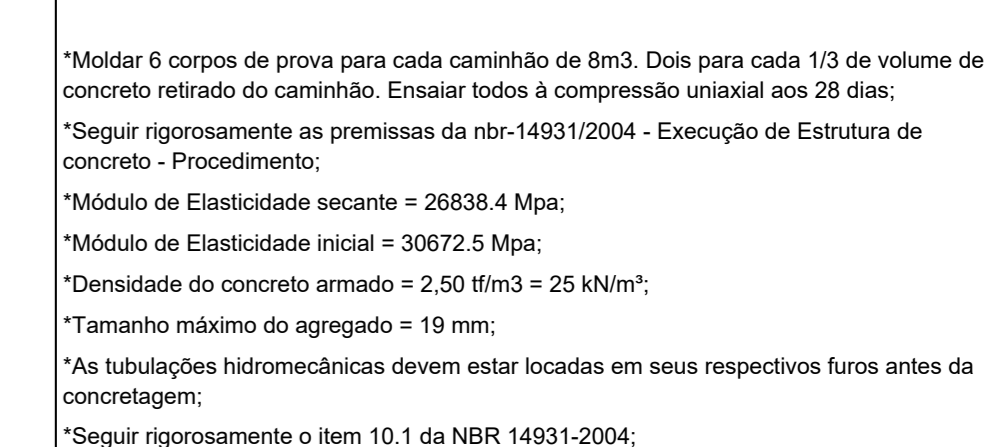 *Moldar 6 corpos de prova para cada caminhão de 8m3. Dois para cada 1/3 de volume de
concreto retirado do caminhão. Ensaiar todos à compressão uniaxial aos 28 dias;
*Seguir rigorosamente as premissas da nbr-14931/2004 - Execução de Estrutura de
concreto - Procedimento;
*Módulo de Elasticidade secante = 26838.4 Mpa;
*Módulo de Elasticidade inicial = 30672.5 Mpa;
*Densidade do concreto armado = 2,50 tf/m3 = 25 kN/m³;
*Tamanho máximo do agregado = 19 mm;
*As tubulações hidromecânicas devem estar locadas em seus respectivos furos antes da
concretagem;
*Seguir rigorosamente o item 10.1 da NBR 14931-2004;